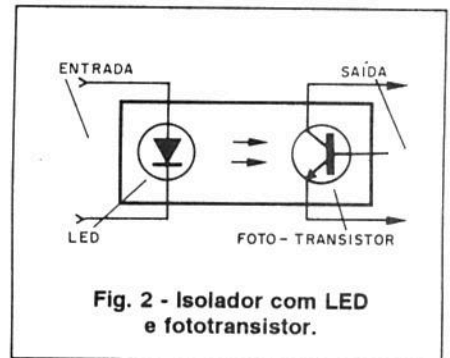 ENTRADA
SAÍDA
LED
FOTO-TRANSISTOR
Fig. 2 - Isolador com LED
e fototransistor.